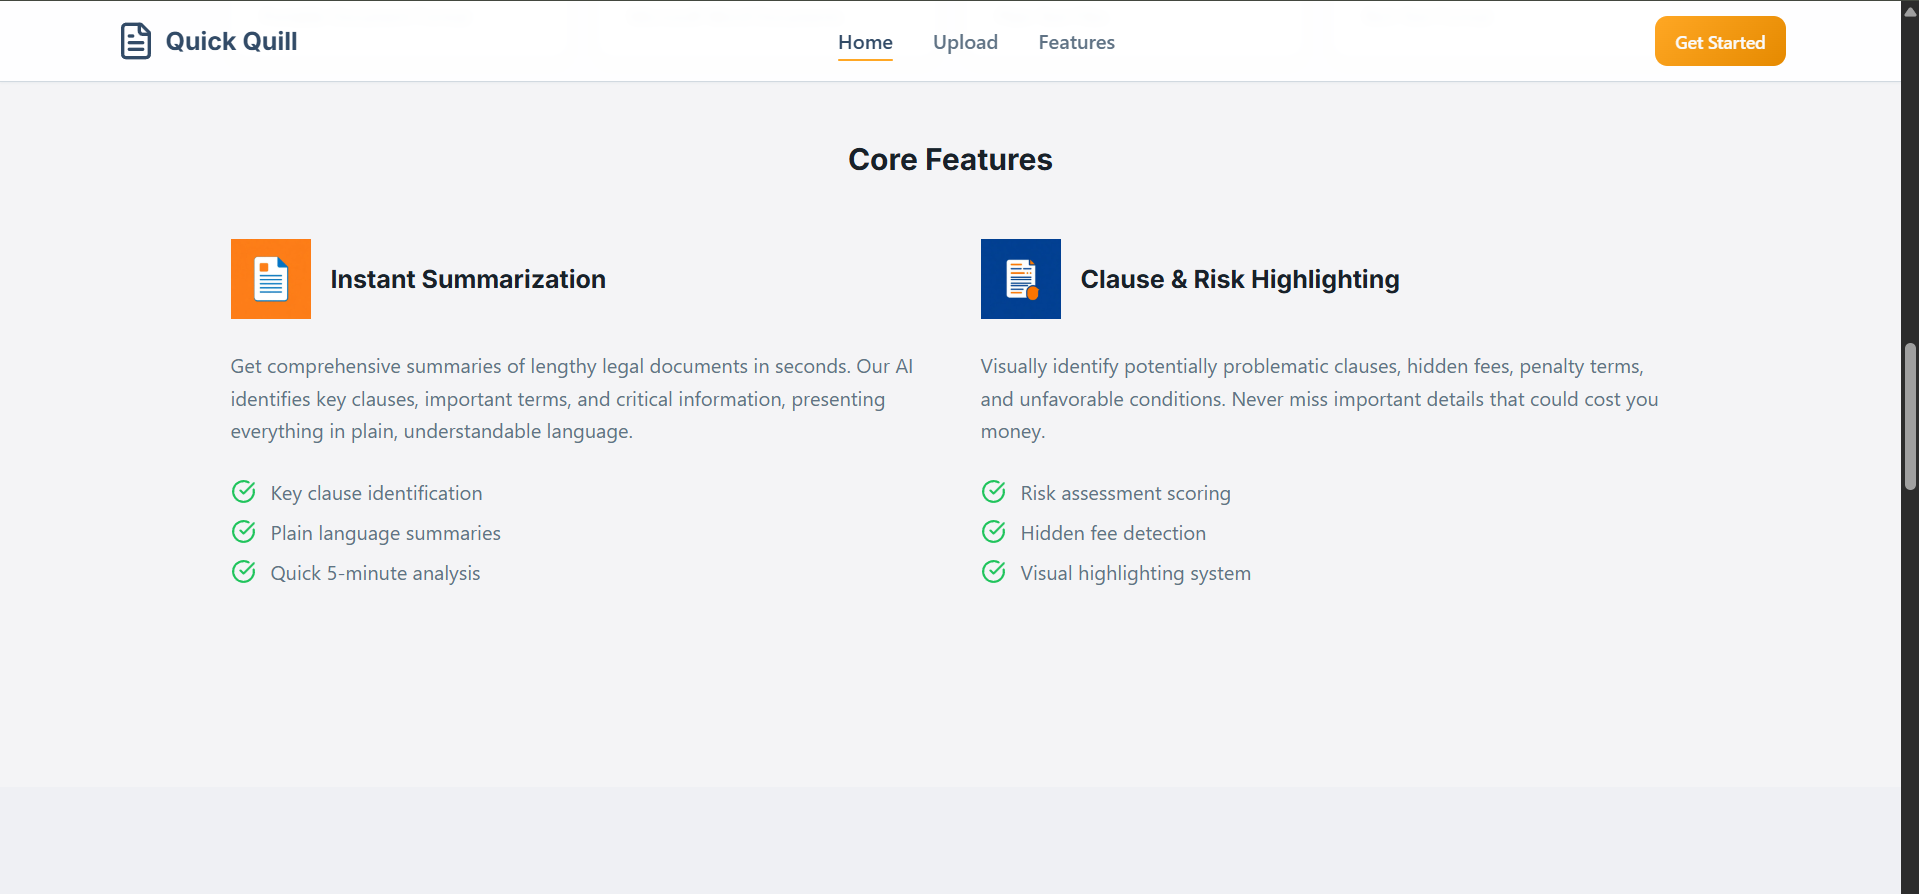 Quick Quill
Home
Upload
Features
Get Started
Core Features
Instant Summarization
Get comprehensive summaries of lengthy legal documents in seconds. Our AI
identifies key clauses, important terms, and critical information, presenting
everything in plain, understandable language.
Key clause identification
Plain language summaries
Quick 5-minute analysis
Clause & Risk Highlighting
Visually identify potentially problematic clauses, hidden fees, penalty terms,
and unfavorable conditions. Never miss important details that could cost you
money.
Risk assessment scoring
Hidden fee detection
Visual highlighting system